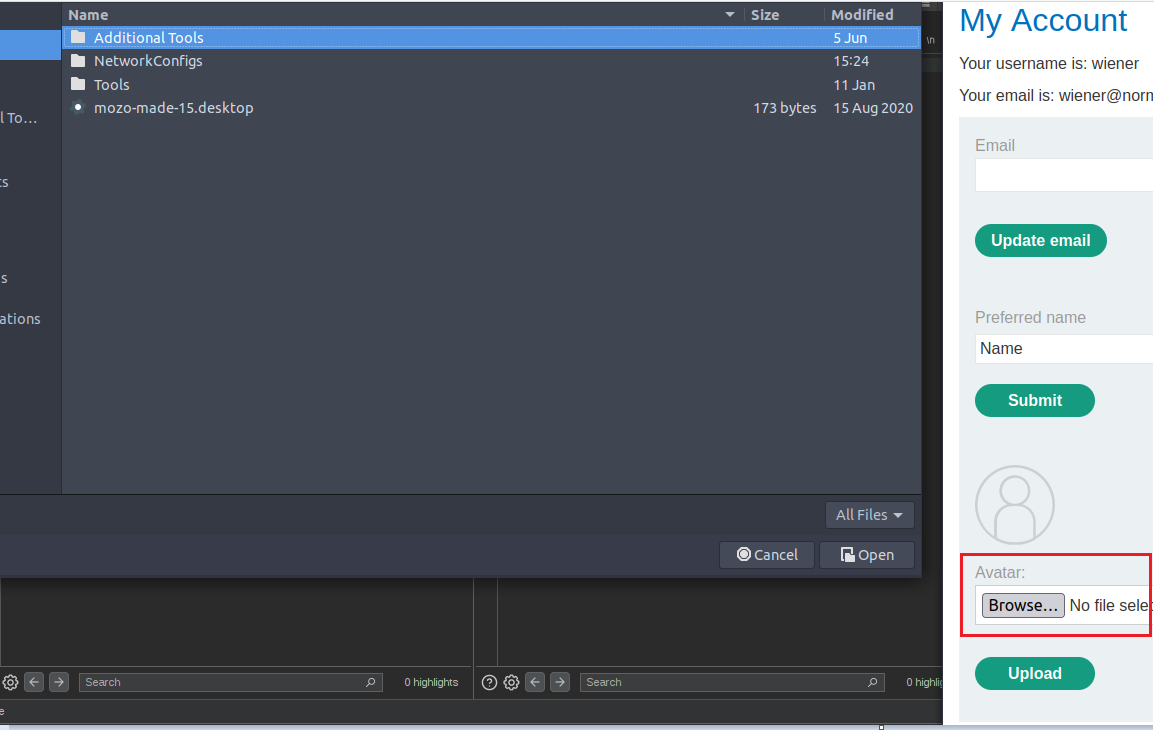 Name Size Modified
Additional Tools 5 Jun
NetworkConfigs 15:24
Tools 11 Jan
mozo-made-15.desktop 173 bytes 15 Aug 2020
l To...
ts
s
ations
All Files
Cancel Open
Search 0 highlights
? Search 0 highli
e
\n
My Account
Your username is: wiener
Your email is: wiener@norm
Email
Update email
Preferred name
Name
Submit
Avatar:
Browse... No file selec
Upload